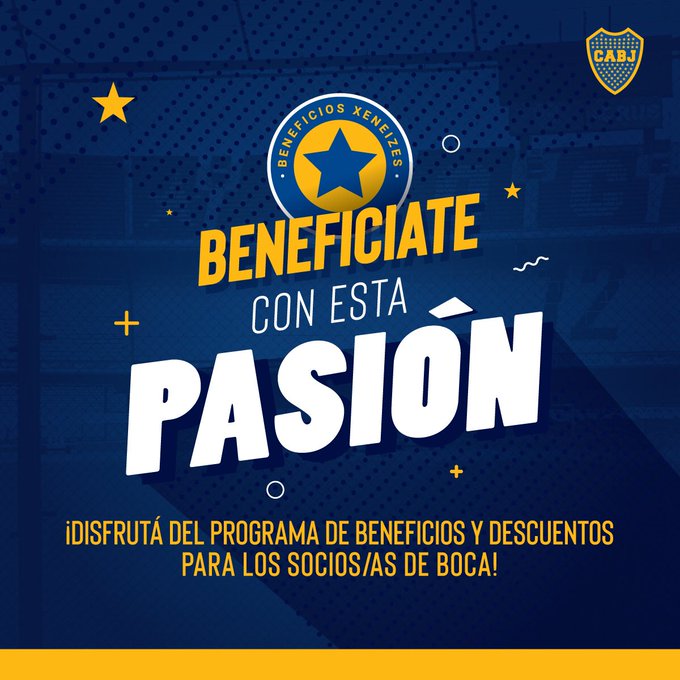 CABJ
· BENEFICIOS XENEIZES ·
BENEFICIATE
CON ESTA
PASIÓN
¡DISFRUTÁ DEL PROGRAMA DE BENEFICIOS Y DESCUENTOS
PARA LOS SOCIOS/AS DE BOCA!